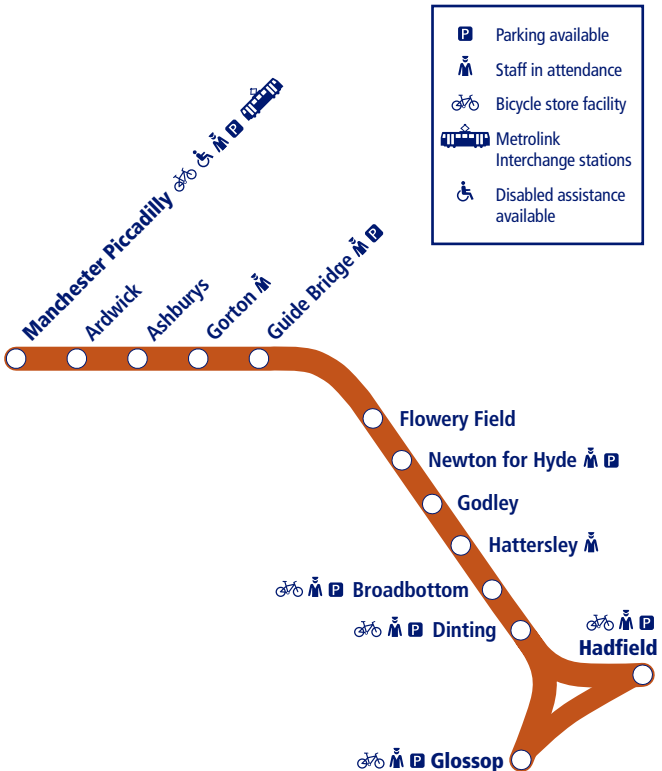 P Parking available
Staff in attendance
Bicycle store facility
Metrolink
Interchange stations
Disabled assistance
available
Manchester Piccadilly P
Ardwick
Ashburys
Gorton
Guide Bridge P
Flowery Field
Newton for Hyde P
Godley
Hattersley
P Broadbottom
P Dinting
P
Hadfield
P Glossop